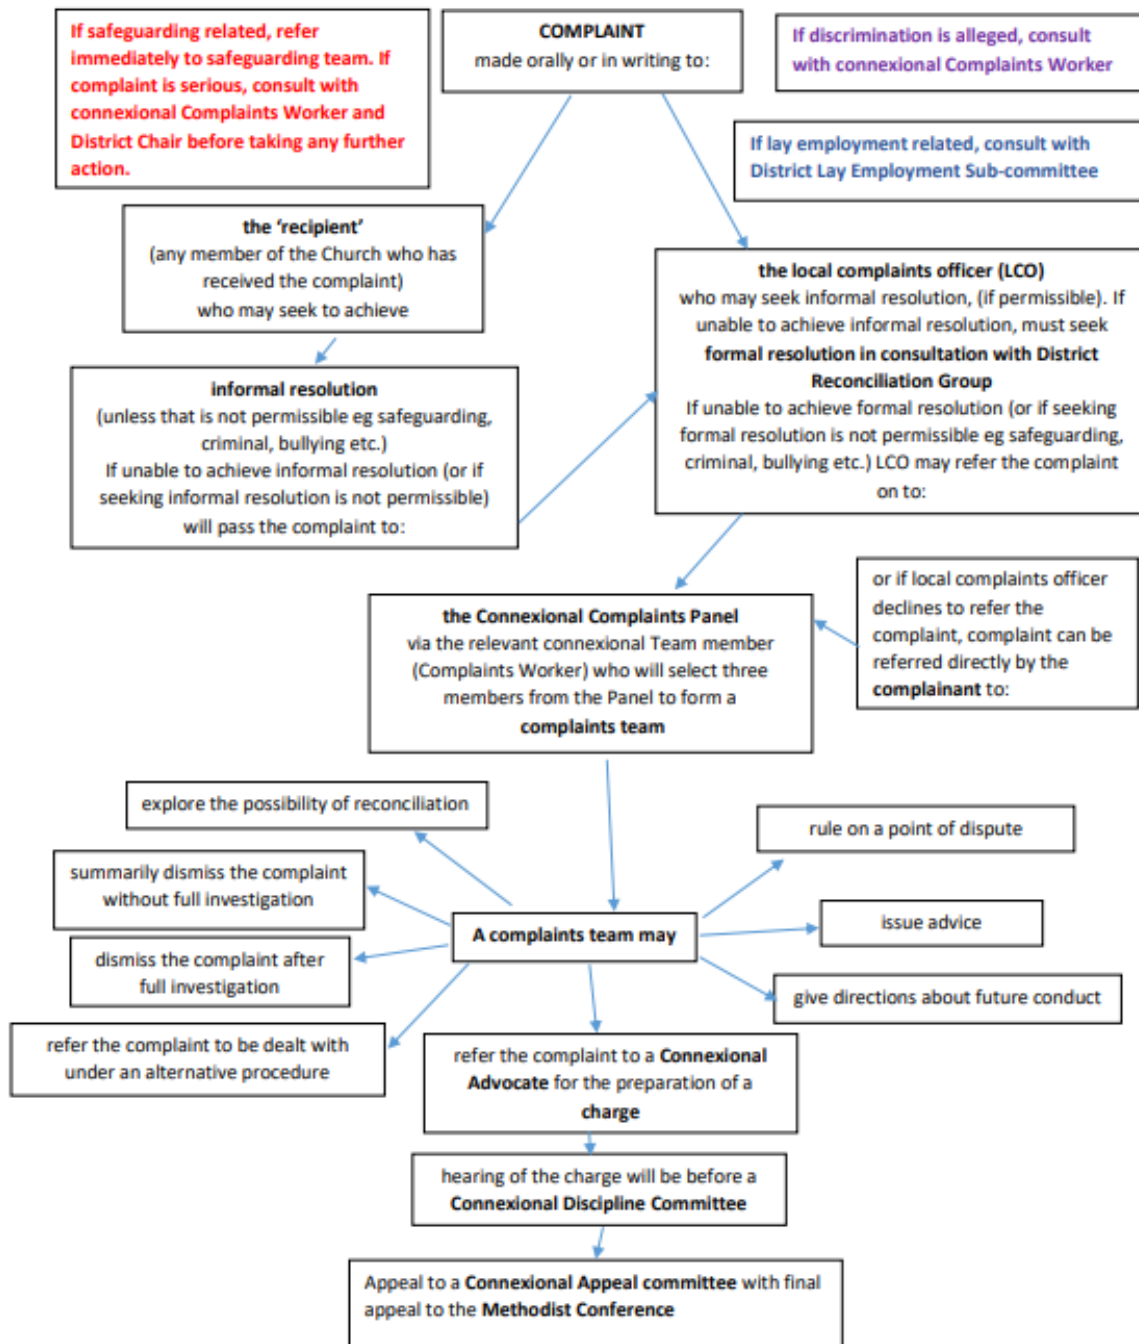 If safeguarding related, refer
immediately to safeguarding team. If
complaint is serious, consult with
connexional Complaints Worker and
District Chair before taking any further
action.
COMPLAINT
made orally or in writing to:
If discrimination is alleged, consult
with connexional Complaints Worker
If lay employment related, consult with
District Lay Employment Sub-committee
the ‘recipient’
(any member of the Church who has
received the complaint)
who may seek to achieve
the local complaints officer (LCO)
who may seek informal resolution, (if permissible). If
unable to achieve informal resolution, must seek
formal resolution in consultation with District
Reconciliation Group
If unable to achieve formal resolution (or if seeking
formal resolution is not permissible eg safeguarding,
criminal, bullying etc.) LCO may refer the complaint
on to:
informal resolution
(unless that is not permissible eg safeguarding,
criminal, bullying etc.)
If unable to achieve informal resolution (or if
seeking informal resolution is not permissible)
will pass the complaint to:
or if local complaints officer
declines to refer the
complaint, complaint can be
referred directly by the
complainant to:
the Connexional Complaints Panel
via the relevant connexional Team member
(Complaints Worker) who will select three
members from the Panel to form a
complaints team
explore the possibility of reconciliation
rule on a point of dispute
summarily dismiss the complaint
without full investigation
A complaints team may
issue advice
dismiss the complaint after
full investigation
give directions about future conduct
refer the complaint to be dealt with
under an alternative procedure
refer the complaint to a Connexional
Advocate for the preparation of a
charge
hearing of the charge will be before a
Connexional Discipline Committee
Appeal to a Connexional Appeal committee with final
appeal to the Methodist Conference